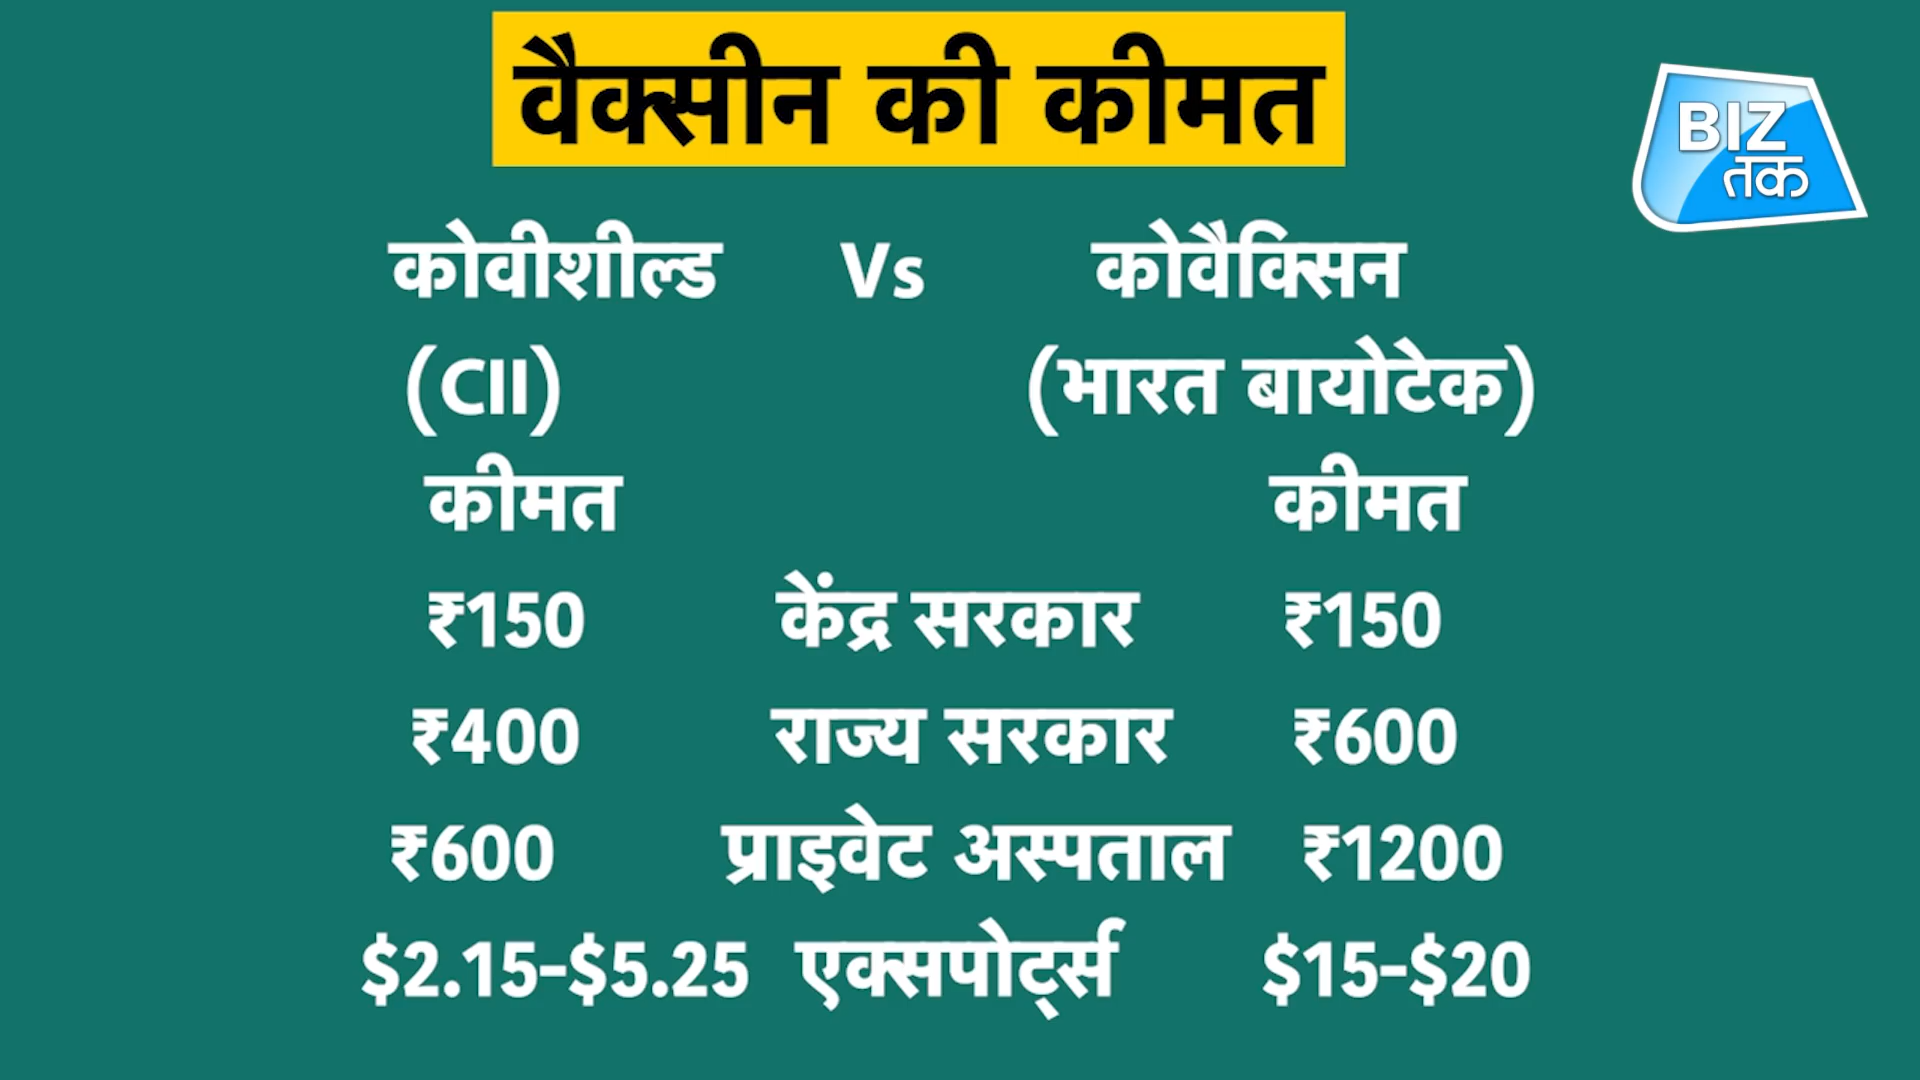 वैक्सीन की कीमत
BIZ
तक
कोवीशील्ड Vs कोवैक्सिन
(CII) (भारत बायोटेक)
कीमत कीमत
₹150 केंद्र सरकार ₹150
₹400 राज्य सरकार ₹600
₹600 प्राइवेट अस्पताल ₹1200
$2.15-$5.25 एक्सपोर्ट्स $15-$20